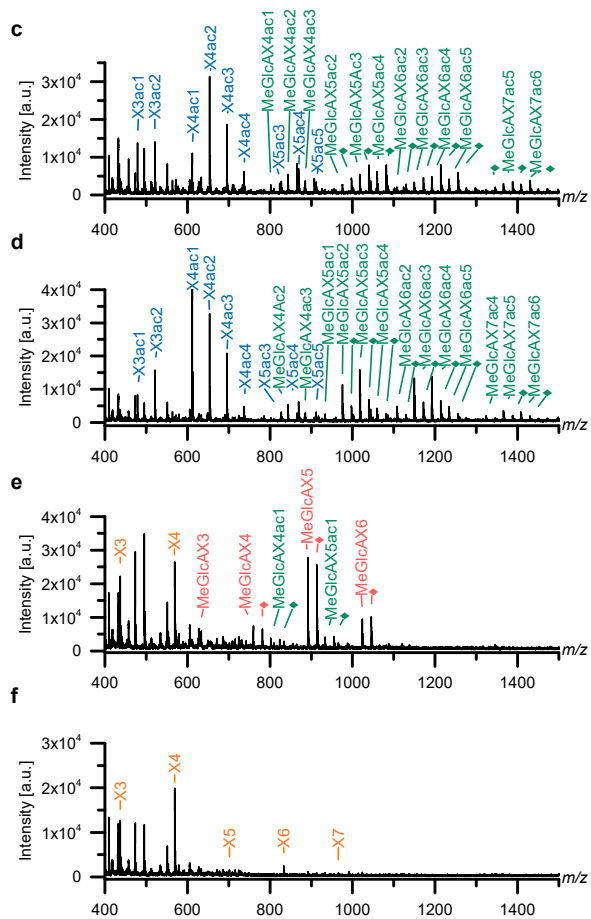 c
Intensity [a.u.]
3x10⁴
2x10⁴
1x10⁴
0
X3ac1
X3ac2
X4ac1
X4ac2
X4ac3
X4ac4
MeGlcAX4ac1
X5ac3
MeGlcAX4ac2
X5ac4
MeGlcAX4ac3
X5ac5
MeGlcAX5ac2
MeGlcAX5Ac3
MeGlcAX5ac4
MeGlcAX6ac2
MeGlcAX6ac3
MeGlcAX6ac4
MeGlcAX6ac5
MeGlcAX7ac5
MeGlcAX7ac6
400 600 800 1000 1200 1400
m/z
d
Intensity [a.u.]
4x10⁴
3x10⁴
2x10⁴
1x10⁴
0
X3ac1
X3ac2
X4ac1
X4ac2
X4ac3
X4ac4
X5ac3
MeGlcAX4Ac2
X5ac4
MeGlcAX4ac3
X5ac5
MeGlcAX5ac1
MeGlcAX5ac2
MeGlcAX5ac3
MeGlcAX5ac4
MeGlcAX6ac2
MeGlcAX6ac3
MeGlcAX6ac4
MeGlcAX6ac5
MeGlcAX7ac4
MeGlcAX7ac5
MeGlcAX7ac6
400 600 800 1000 1200 1400
m/z
e
Intensity [a.u.]
4x10⁴
3x10⁴
2x10⁴
1x10⁴
0
X3
X4
MeGlcAX3
MeGlcAX4
MeGlcAX4ac1
MeGlcAX5
MeGlcAX5ac1
MeGlcAX6
400 600 800 1000 1200 1400
m/z
f
Intensity [a.u.]
3x10⁴
2x10⁴
1x10⁴
0
X3
X4
X5
X6
X7
400 600 800 1000 1200 1400
m/z